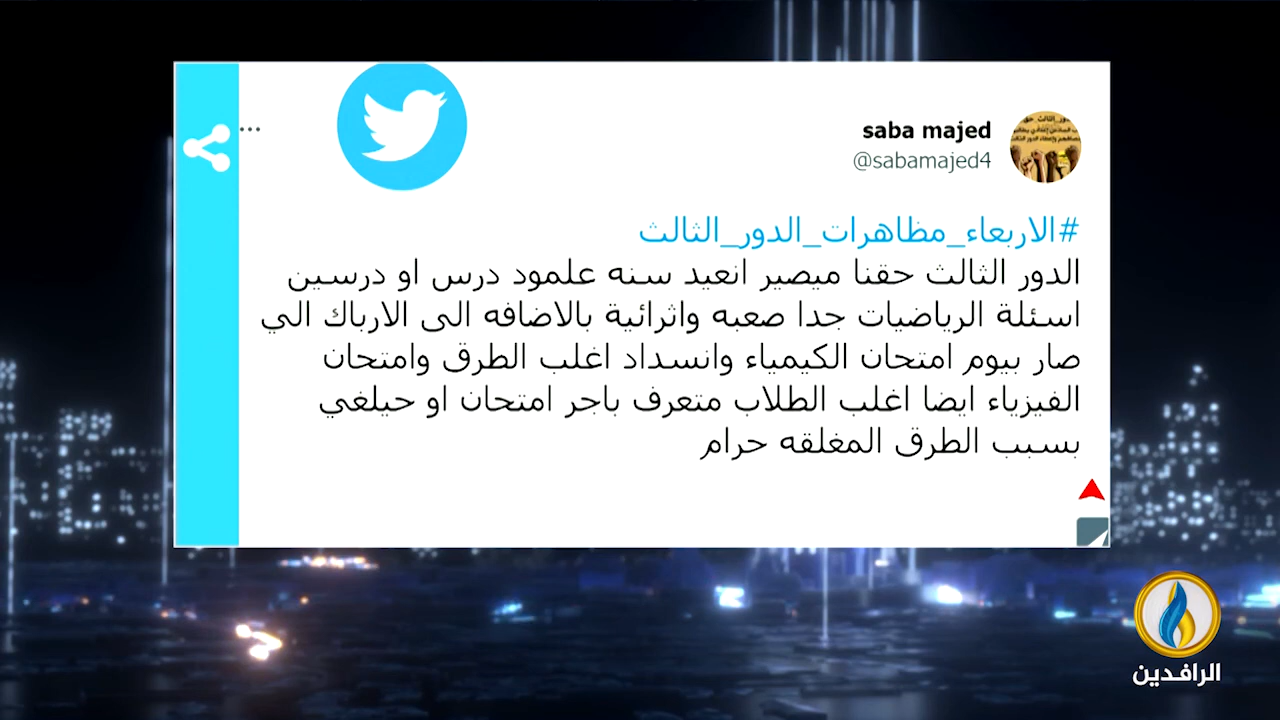 saba majed
@sabamajed4
#الاربعاء_مظاهرات_الدور_الثالث
الدور الثالث حقنا ميصير انعيد سنه علمود درس او درسين
اسئلة الرياضيات جدا صعبه واثرائية بالاضافه الى الارباك الي
صار بيوم امتحان الكيمياء وانسداد اغلب الطرق وامتحان
الفيزياء ايضا اغلب الطلاب متعرف باجر امتحان او حيلغي
بسبب الطرق المغلقه حرام
الرافدين